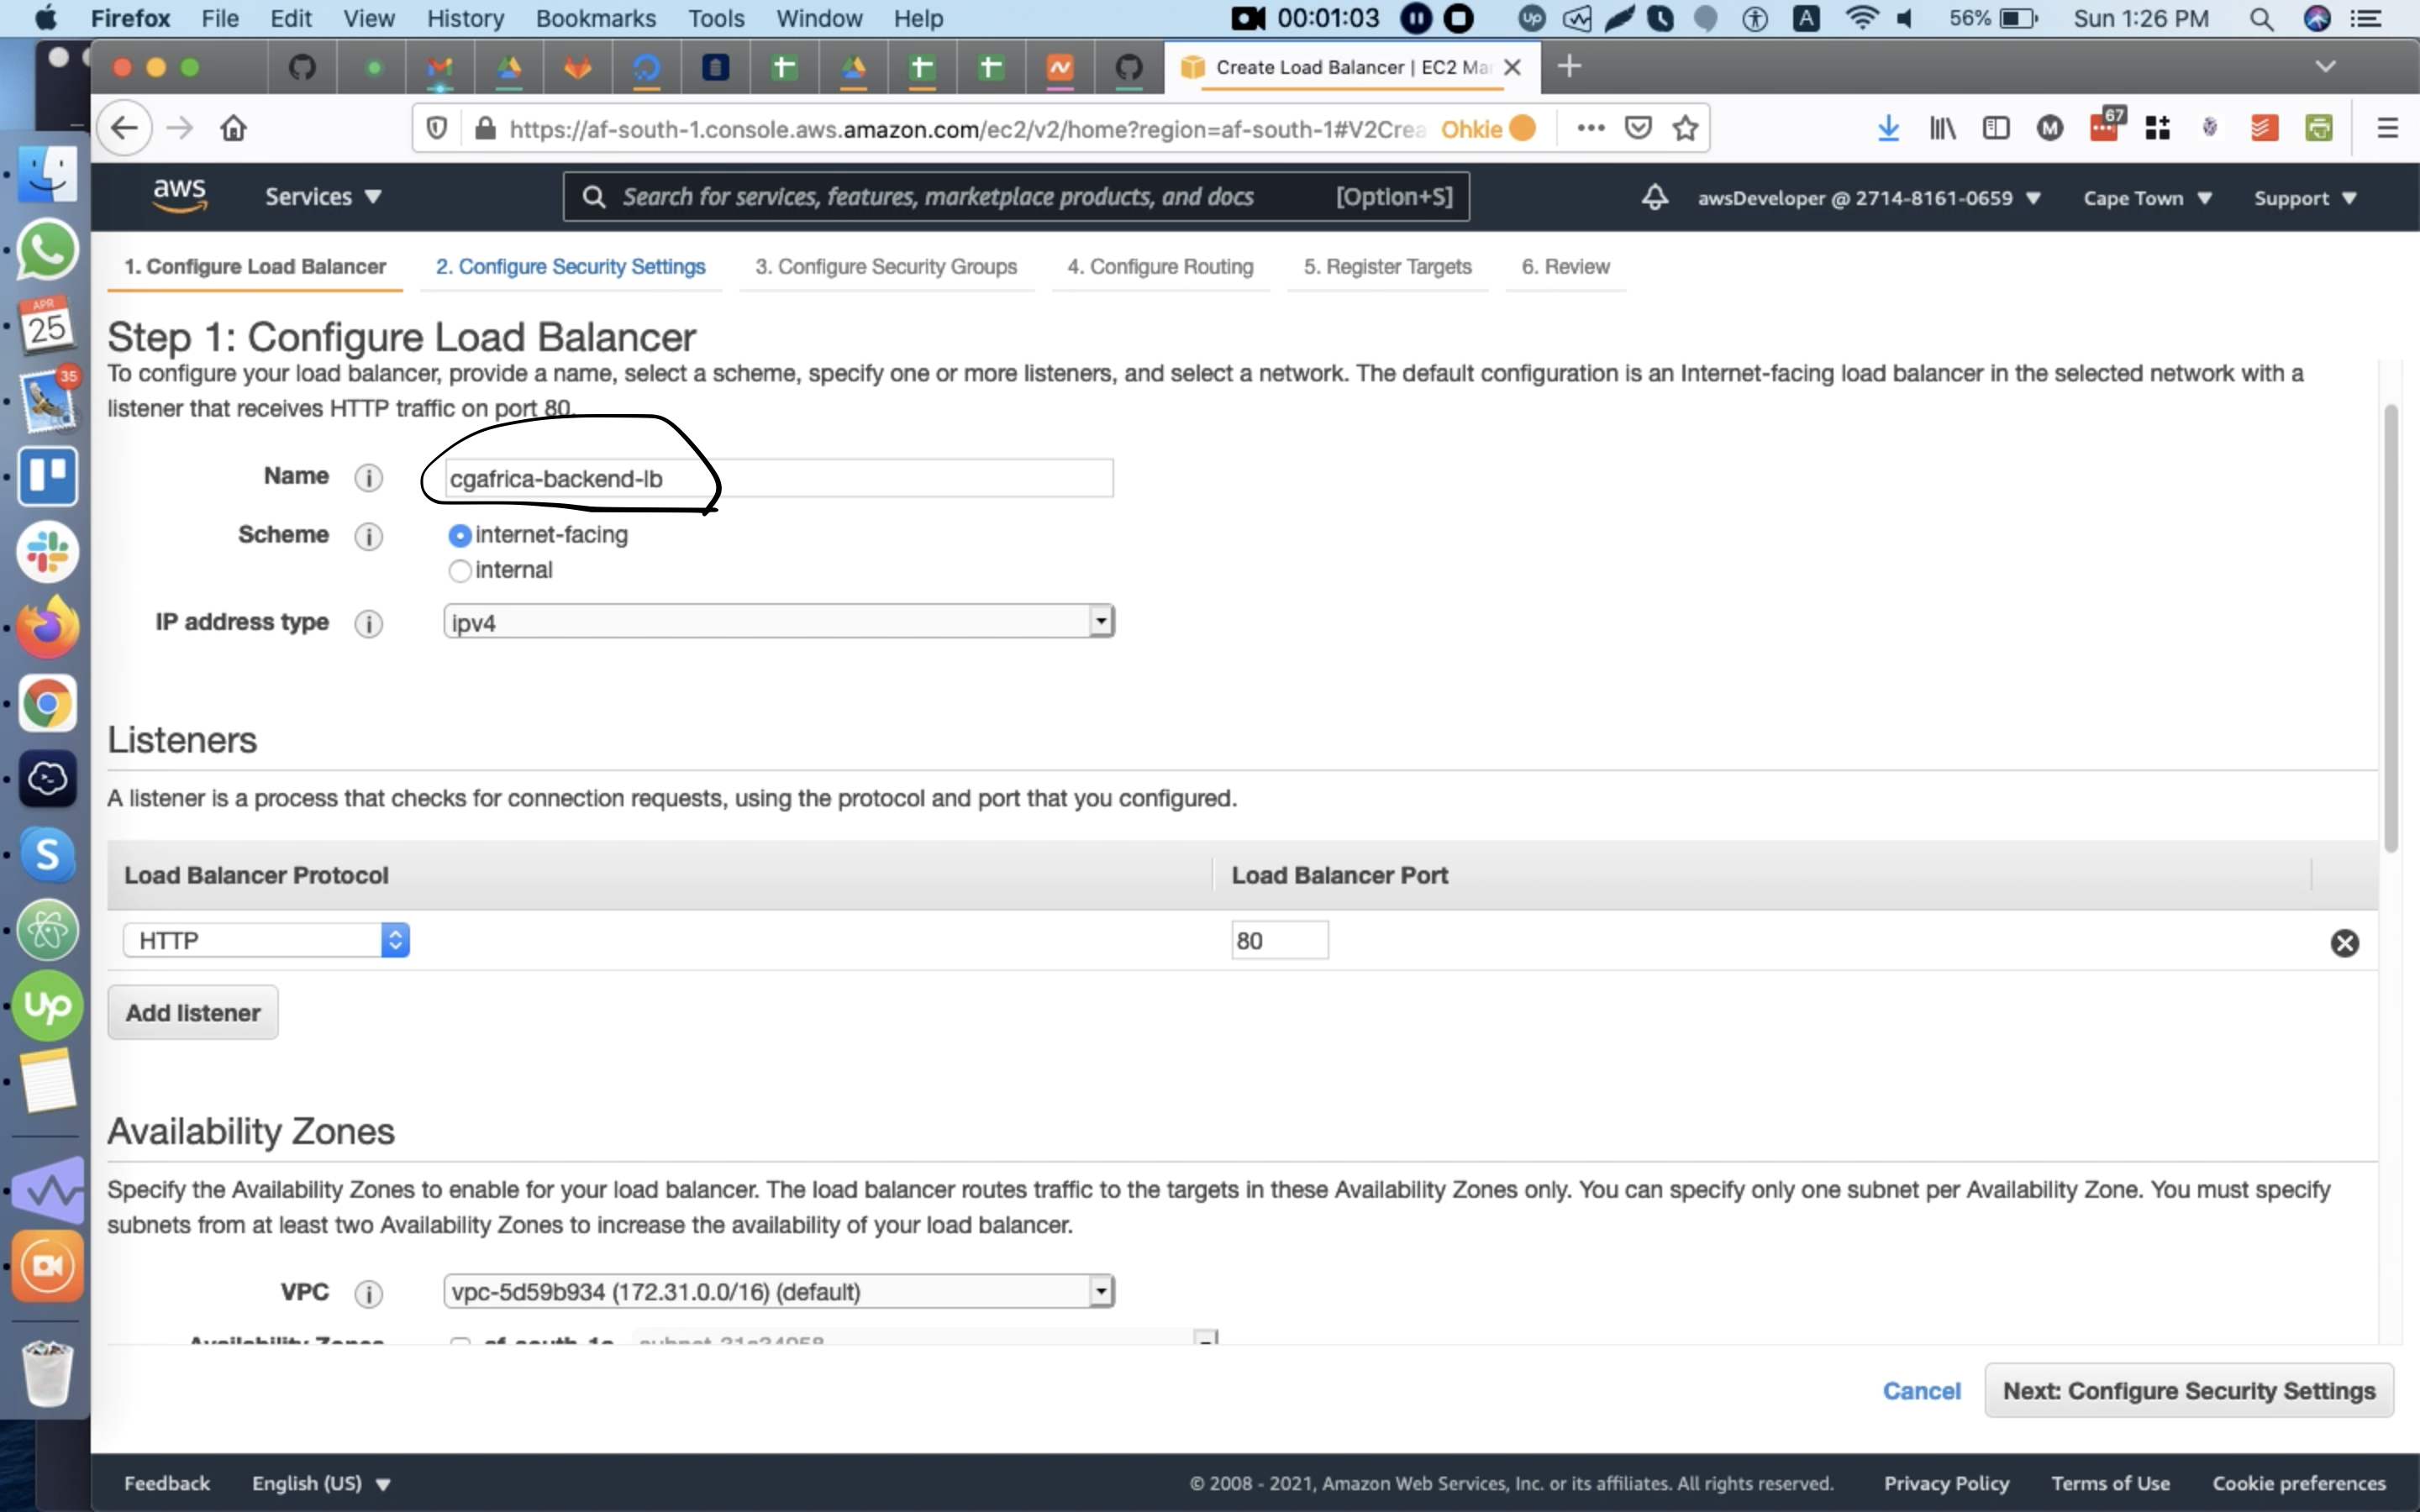 Firefox File Edit View History Bookmarks Tools Window Help 00:01:03 56% Sun 1:26 PM
Create Load Balancer | EC2 Ma
https://af-south-1.console.aws.amazon.com/ec2/v2/home?region=af-south-1#V2Crea Ohkie 67
aws Services Search for services, features, marketplace products, and docs [Option+S] awsDeveloper @ 2714-8161-0659 Cape Town Support
1. Configure Load Balancer 2. Configure Security Settings 3. Configure Security Groups 4. Configure Routing 5. Register Targets 6. Review
APR
25
35
Step 1: Configure Load Balancer
To configure your load balancer, provide a name, select a scheme, specify one or more listeners, and select a network. The default configuration is an Internet-facing load balancer in the selected network with a
listener that receives HTTP traffic on port 80.
Name cgafrica-backend-lb
Scheme internet-facing
internal
IP address type ipv4
Listeners
A listener is a process that checks for connection requests, using the protocol and port that you configured.
Load Balancer Protocol Load Balancer Port
HTTP 80
Add listener
Availability Zones
Specify the Availability Zones to enable for your load balancer. The load balancer routes traffic to the targets in these Availability Zones only. You can specify only one subnet per Availability Zone. You must specify
subnets from at least two Availability Zones to increase the availability of your load balancer.
VPC vpc-5d59b934 (172.31.0.0/16) (default)
Availability Zones af-south-1a
Cancel Next: Configure Security Settings
Feedback English (US) © 2008 - 2021, Amazon Web Services, Inc. or its affiliates. All rights reserved. Privacy Policy Terms of Use Cookie preferences